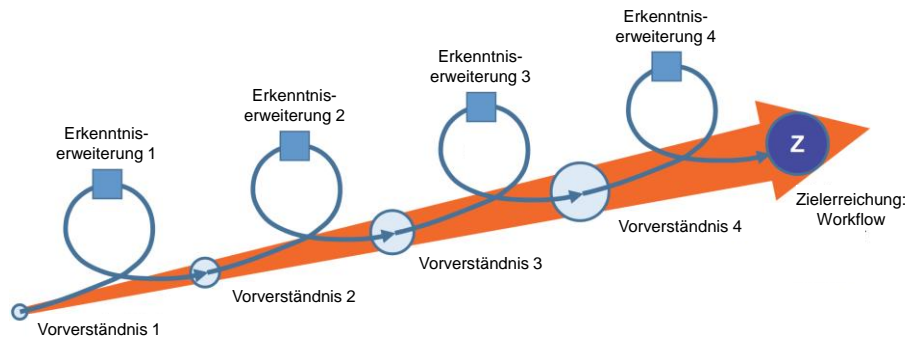 Erkenntnis-
erweiterung 1
Erkenntnis-
erweiterung 2
Erkenntnis-
erweiterung 3
Erkenntnis-
erweiterung 4
Z
Zielerreichung:
Workflow
Vorverständnis 1
Vorverständnis 2
Vorverständnis 3
Vorverständnis 4